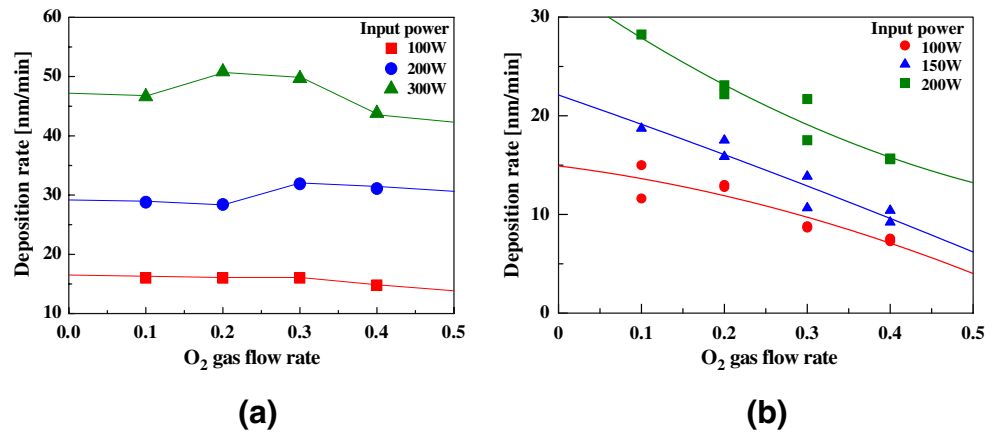 60
50
40
30
20
10
Deposition rate [nm/min]
Input power
100W
200W
300W
0.0 0.1 0.2 0.3 0.4 0.5
O₂ gas flow rate
(a)
30
20
10
0
Deposition rate [nm/min]
Input power
100W
150W
200W
0 0.1 0.2 0.3 0.4 0.5
O₂ gas flow rate
(b)